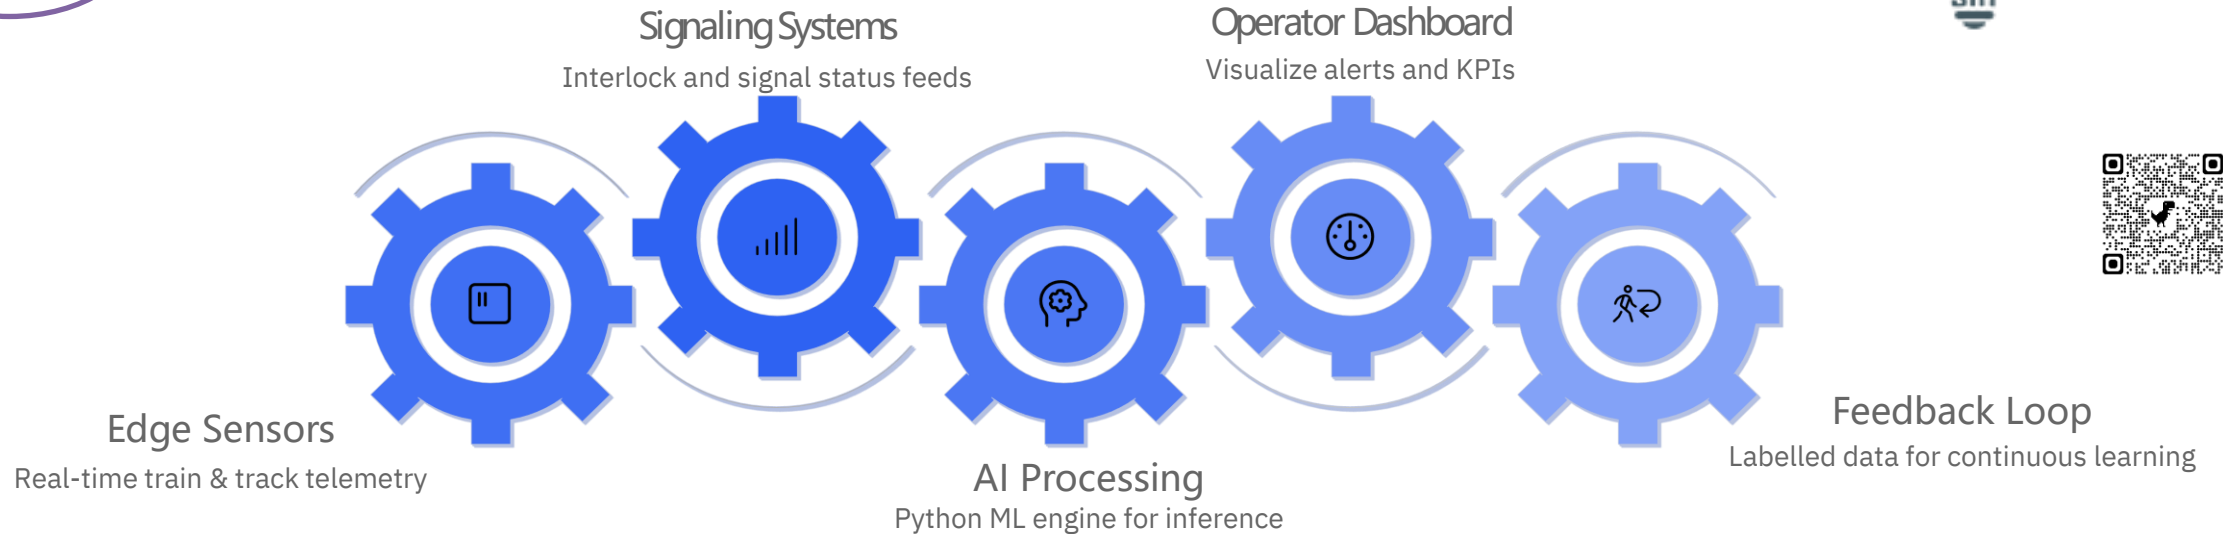 Signaling Systems
Interlock and signal status feeds
Operator Dashboard
Visualize alerts and KPIs
Edge Sensors
Real-time train & track telemetry
AI Processing
Python ML engine for inference
Feedback Loop
Labelled data for continuous learning